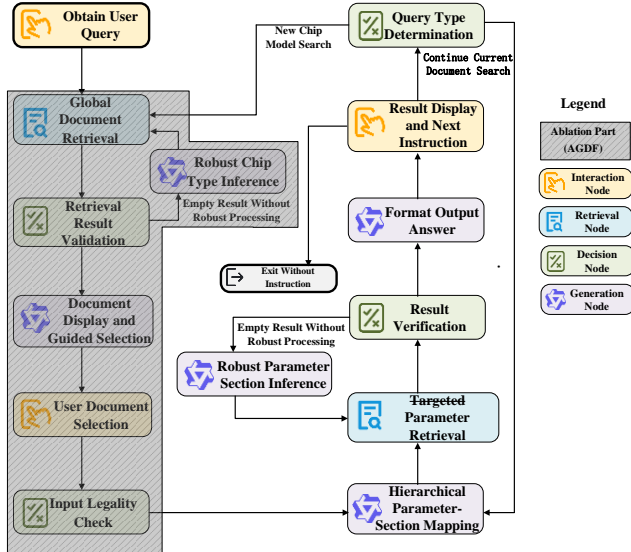 Obtain User
Query
Global
Document
Retrieval
Robust Chip
Type Inference
Empty Result Without
Robust Processing
Retrieval
Result
Validation
Document
Display and
Guided Selection
User Document
Selection
Input Legality
Check
New Chip
Model Search
Query Type
Determination
Continue Current
Document Search
Result Display
and Next
Instruction
Format Output
Answer
Exit Without
Instruction
Result
Verification
Empty Result Without
Robust Processing
Robust Parameter
Section Inference
Targeted
Parameter
Retrieval
Hierarchical
Parameter-
Section Mapping
Legend
Ablation Part
(AGDF)
Interaction
Node
Retrieval
Node
Decision
Node
Generation
Node